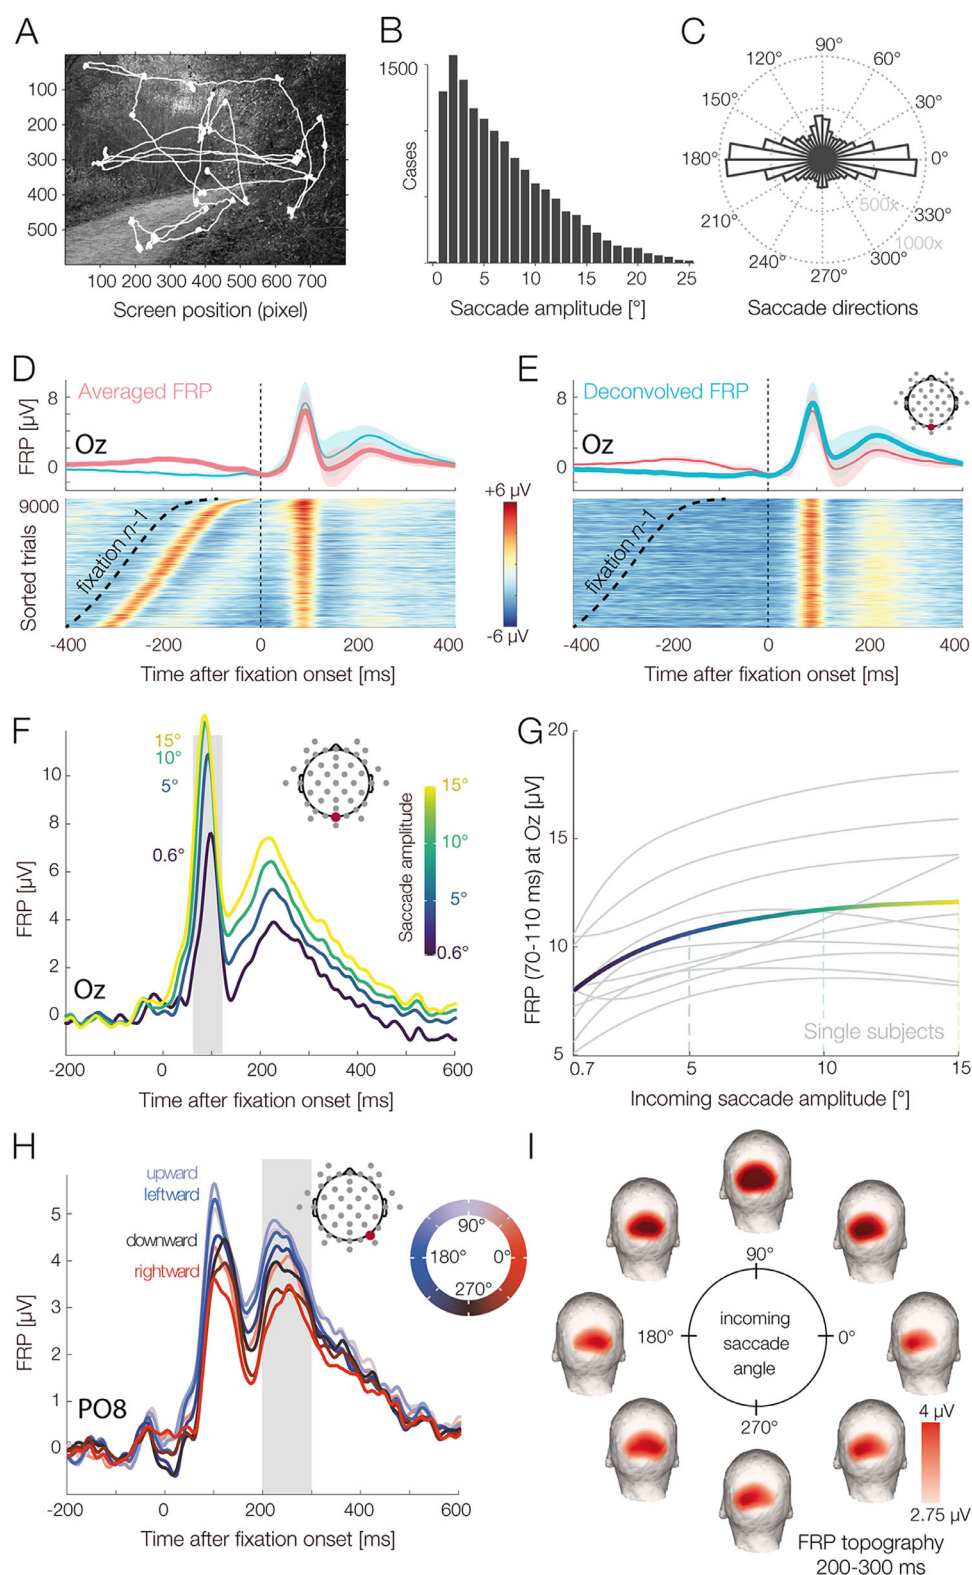 A
100
200
300
400
500
100 200 300 400 500 600 700
Screen position (pixel)
B
1500
Cases
0 5 10 15 20 25
Saccade amplitude [°]
C
90°
120° 60°
150° 30°
180° 0°
210° 330°
240° 300°
270°
500x
1000x
Saccade directions
D
Averaged FRP
8
0
FRP [µV]
Oz
9000
Sorted trials
fixation n-1
-400 -200 0 200 400
Time after fixation onset [ms]
+6 µV
-6 µV
E
Deconvolved FRP
8
0
Oz
fixation n-1
-400 -200 0 200 400
Time after fixation onset [ms]
F
15°
10°
5°
0.6°
10
8
6
4
2
0
FRP [µV]
Oz
Saccade amplitude
15°
10°
5°
0.6°
-200 0 200 400 600
Time after fixation onset [ms]
G
20
15
10
5
FRP (70-110 ms) at Oz [µV]
Single subjects
0.7 5 10 15
Incoming saccade amplitude [°]
H
upward
leftward
downward
rightward
5
4
3
2
1
0
FRP [µV]
PO8
90°
180° 0°
270°
-200 0 200 400 600
Time after fixation onset [ms]
I
90°
180° 0°
270°
incoming
saccade
angle
4 µV
2.75 µV
FRP topography
200-300 ms